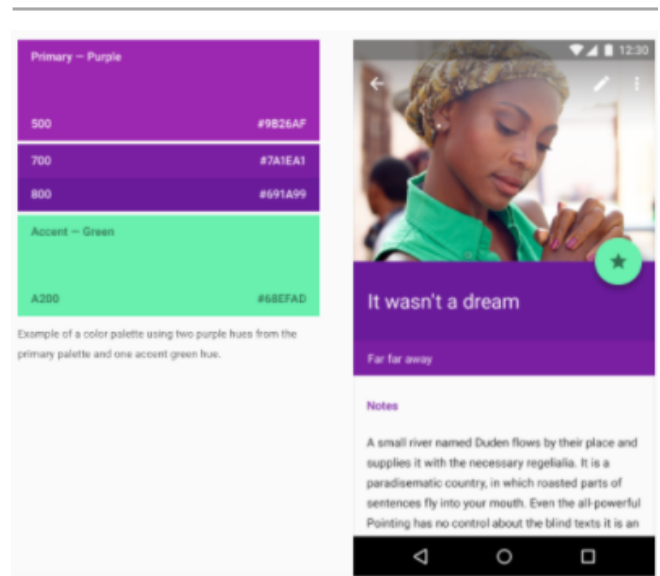 Primary — Purple
500 #9B26AF
700 #7A1EA1
800 #691A99
Accent — Green
A200 #68EFAD
Example of a color palette using two purple hues from the
primary palette and one accent green hue.
12:30
It wasn't a dream
Far far away
Notes
A small river named Duden flows by their place and
supplies it with the necessary regelialia. It is a
paradisematic country, in which roasted parts of
sentences fly into your mouth. Even the all-powerful
Pointing has no control about the blind texts it is an